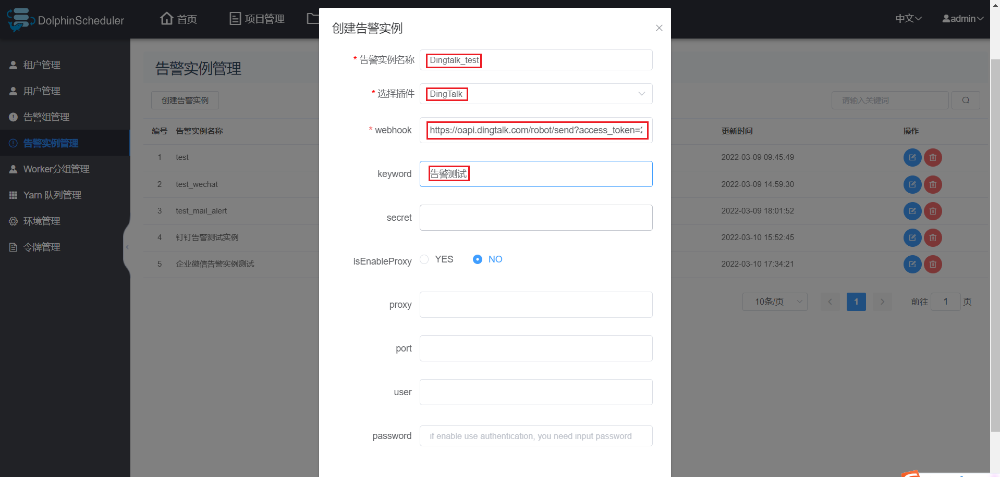 DolphinScheduler
首页
项目管理
中文
admin
租户管理
用户管理
告警组管理
告警实例管理
Worker分组管理
Yarn 队列管理
环境管理
令牌管理
告警实例管理
创建告警实例
请输入关键词
编号 告警实例名称 更新时间 操作
1 test 2022-03-09 09:45:49
2 test_wechat 2022-03-09 14:59:30
3 test_mail_alert 2022-03-09 18:01:52
4 钉钉告警测试实例 2022-03-10 15:52:45
5 企业微信告警实例测试 2022-03-10 17:34:21
10条/页 1 前往 1 页
创建告警实例
* 告警实例名称 Dingtalk_test
* 选择插件 DingTalk
* webhook https://oapi.dingtalk.com/robot/send?access_token=
keyword 告警测试
secret
isEnableProxy YES NO
proxy
port
user
password if enable use authentication, you need input password